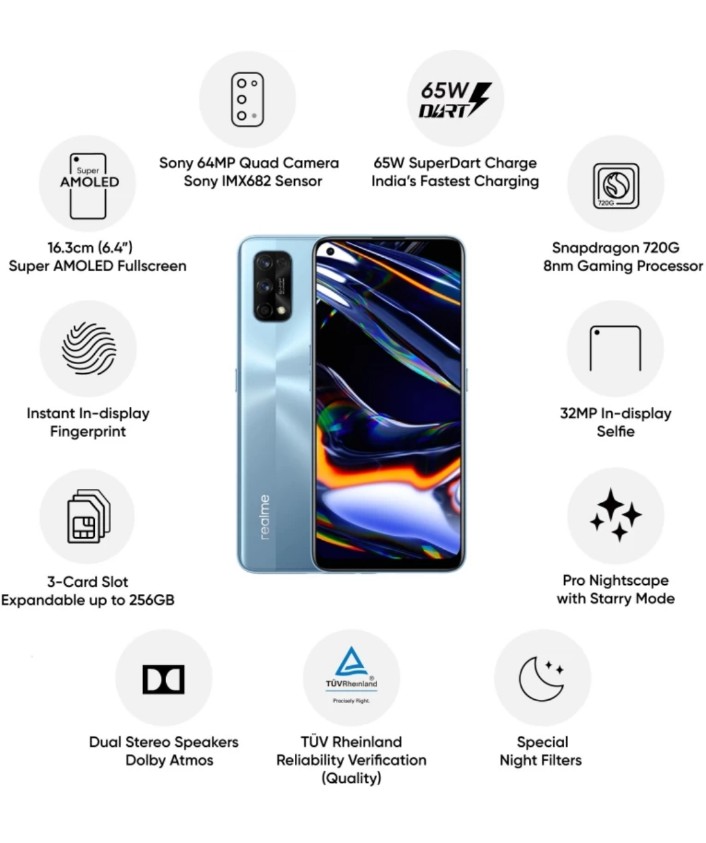 65W
DART
Sony 64MP Quad Camera
Sony IMX682 Sensor
65W SuperDart Charge
India's Fastest Charging
Super
AMOLED
16.3cm (6.4”)
Super AMOLED Fullscreen
720G
Snapdragon 720G
8nm Gaming Processor
Instant In-display
Fingerprint
32MP In-display
Selfie
realme
3-Card Slot
Expandable up to 256GB
Pro Nightscape
with Starry Mode
TÜVRheinland®
Precisely Right.
Dual Stereo Speakers
Dolby Atmos
TÜV Rheinland
Reliability Verification
(Quality)
Special
Night Filters